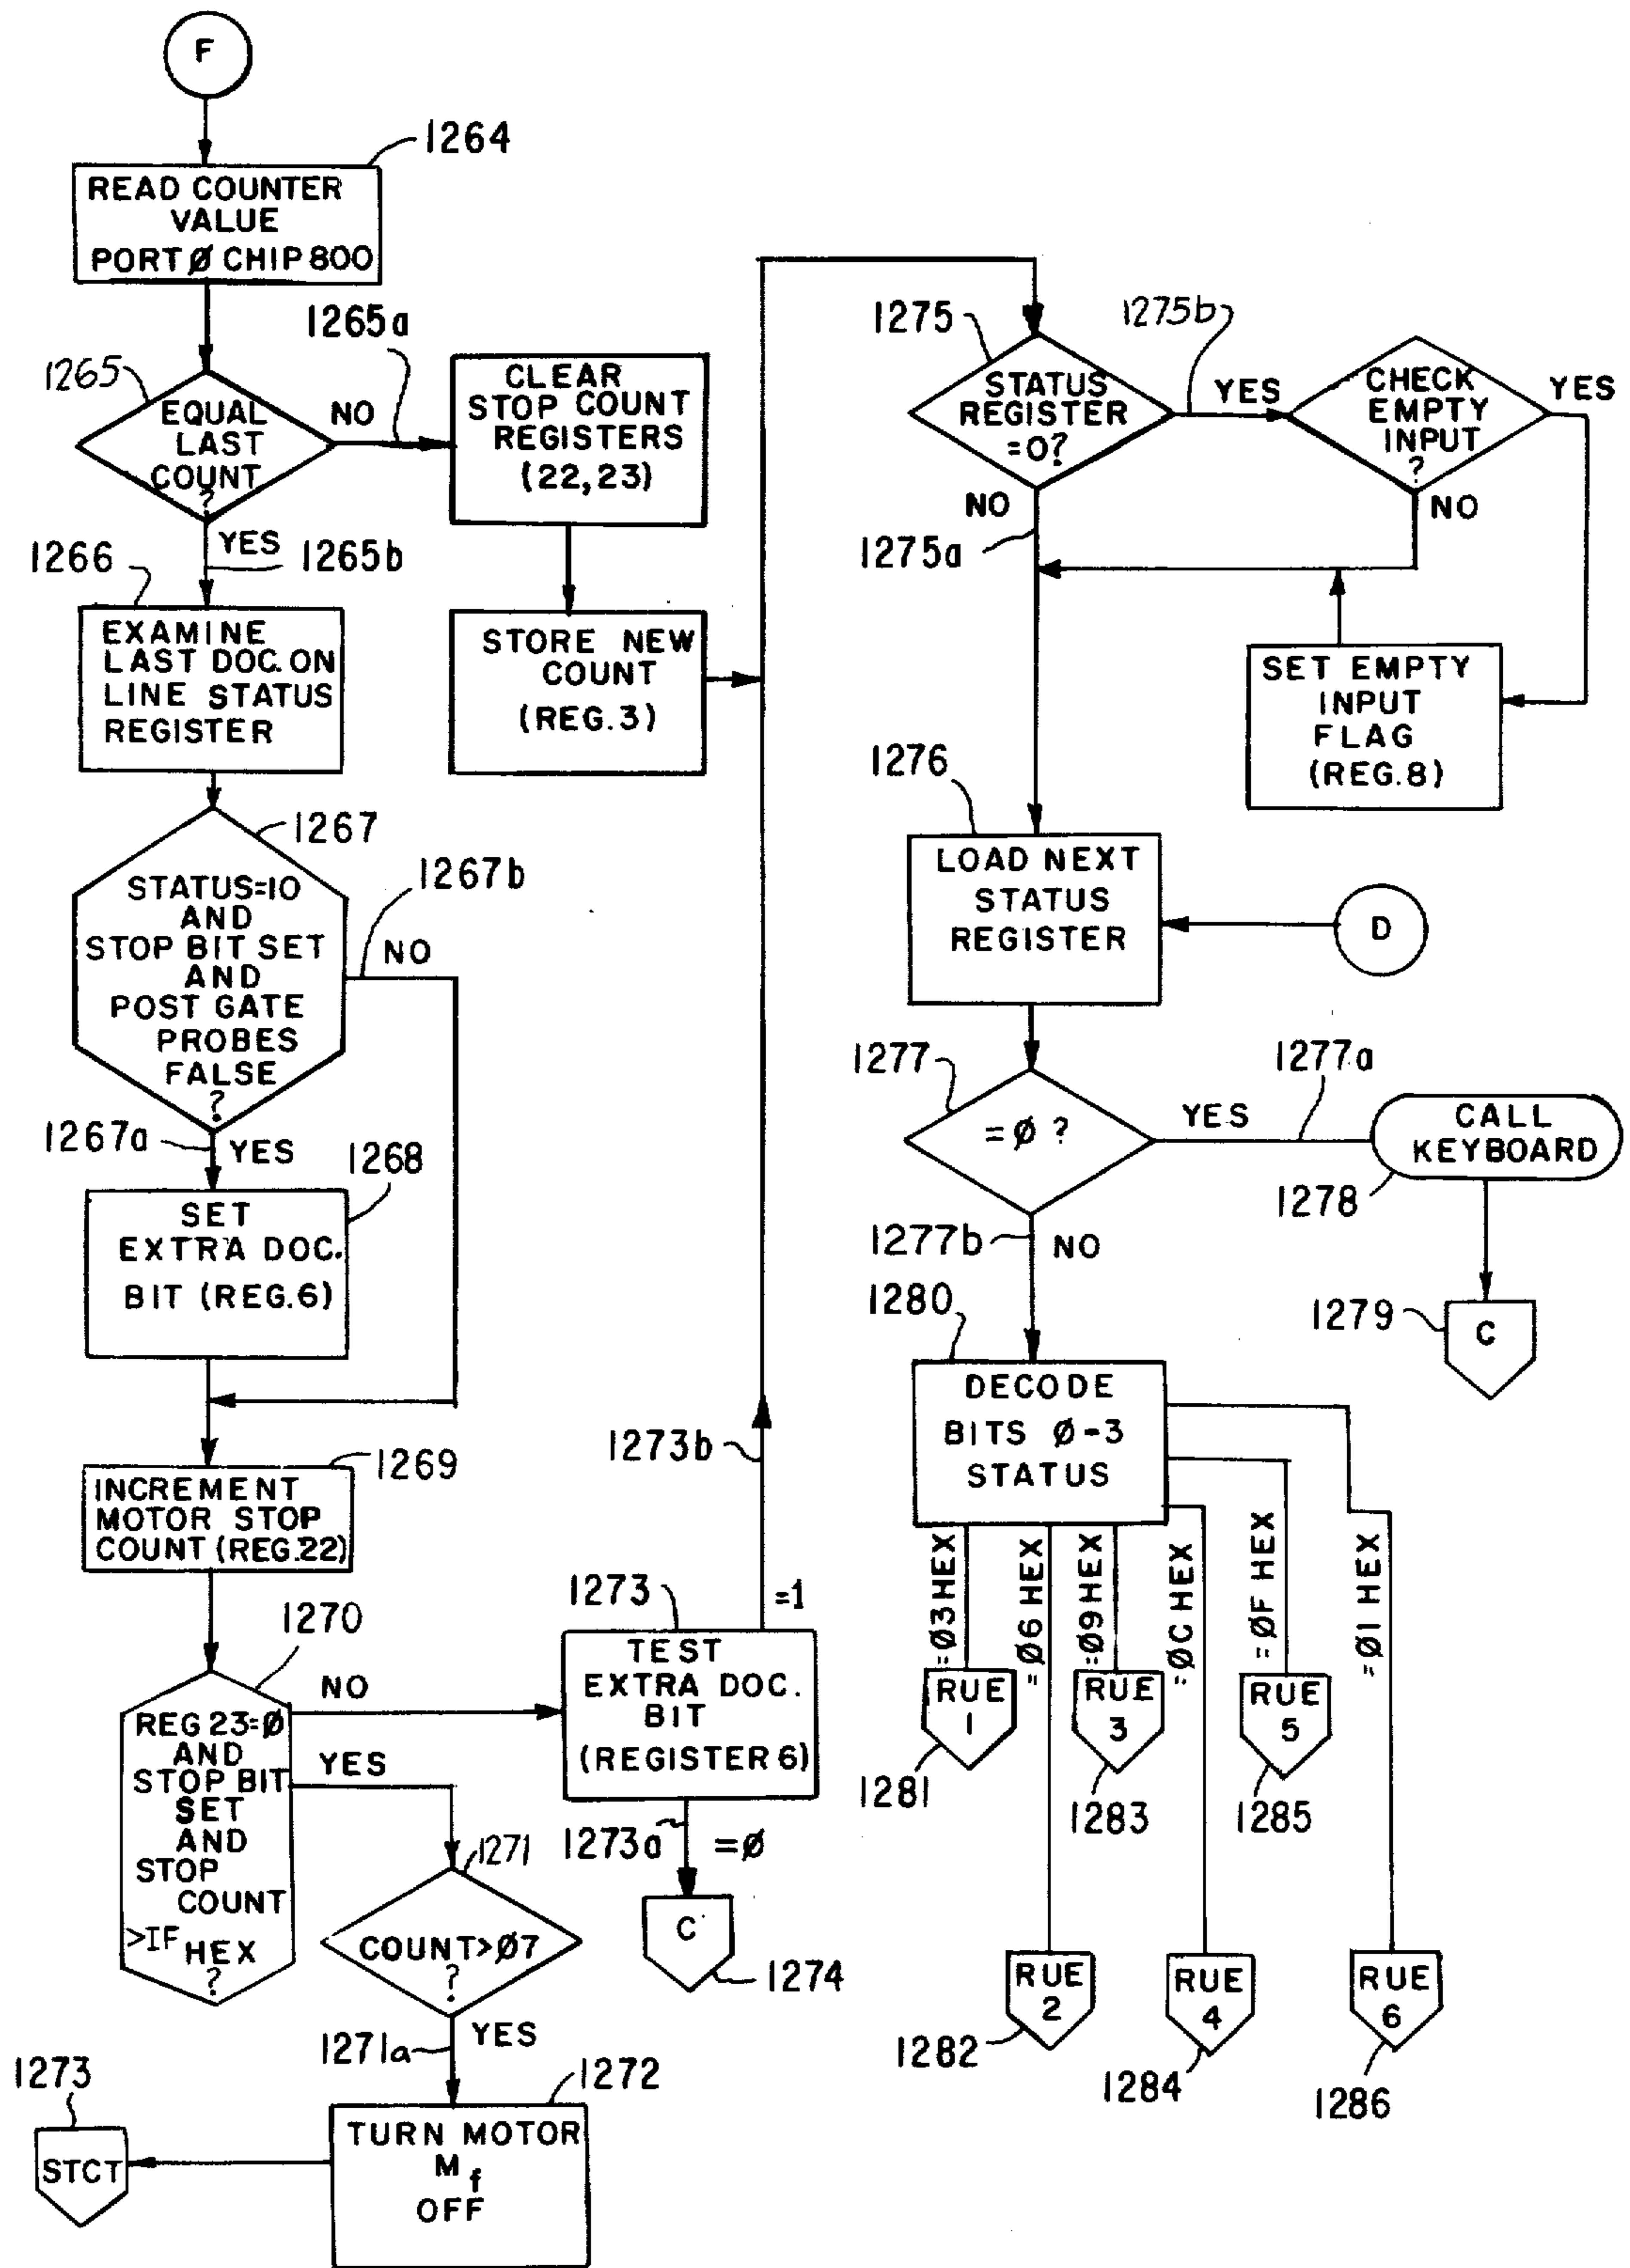 F
1264
READ COUNTER
VALUE
PORT Ø CHIP 800
1265a
1265
EQUAL
LAST
COUNT
?
NO
CLEAR
STOP COUNT
REGISTERS
(22,23)
YES
1265b
1266
EXAMINE
LAST DOC. ON
LINE STATUS
REGISTER
STORE NEW
COUNT
(REG. 3)
1267
STATUS=10
AND
STOP BIT SET
AND
POST GATE
PROBES
FALSE
?
1267b
NO
1267a
YES
1268
SET
EXTRA DOC.
BIT (REG. 6)
1269
INCREMENT
MOTOR STOP
COUNT (REG. 22)
1270
REG 23=Ø
AND
STOP BIT
SET
AND
STOP
COUNT
>IF HEX
?
NO
YES
1271
COUNT>Ø7
?
1271a
YES
1272
TURN MOTOR
Mf
OFF
1273
STCT
1273b
=1
1273
TEST
EXTRA DOC.
BIT
(REGISTER 6)
1273a
=Ø
C
1274
1275
STATUS
REGISTER
=0?
1275b
YES
CHECK
EMPTY
INPUT
?
YES
NO
NO
1275a
SET EMPTY
INPUT
FLAG
(REG. 8)
1276
LOAD NEXT
STATUS
REGISTER
D
1277
=Ø ?
1277a
YES
CALL
KEYBOARD
1278
1277b
NO
1279
C
1280
DECODE
BITS Ø-3
STATUS
=Ø3 HEX
=Ø6 HEX
=Ø9 HEX
=ØC HEX
=ØF HEX
=Ø1 HEX
RUE
1
1281
RUE
3
1283
RUE
5
1285
RUE
2
1282
RUE
4
1284
RUE
6
1286